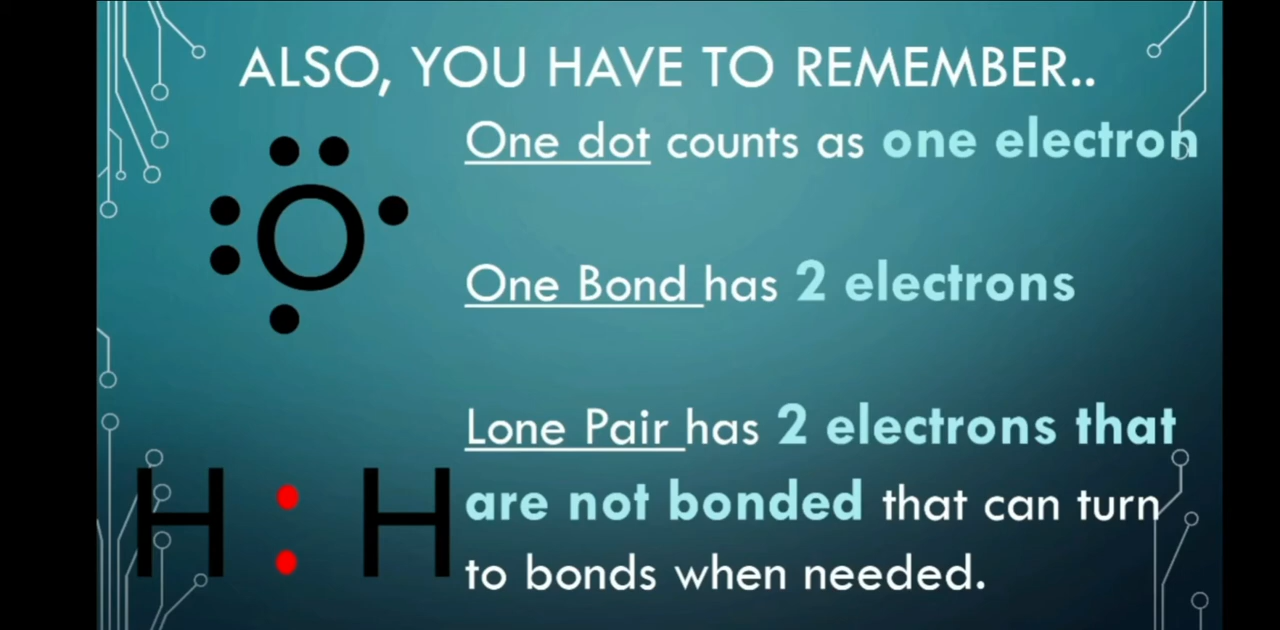 ALSO, YOU HAVE TO REMEMBER..
One dot counts as one electron
O
One Bond has 2 electrons
Lone Pair has 2 electrons that
are not bonded that can turn
to bonds when needed.
H : H